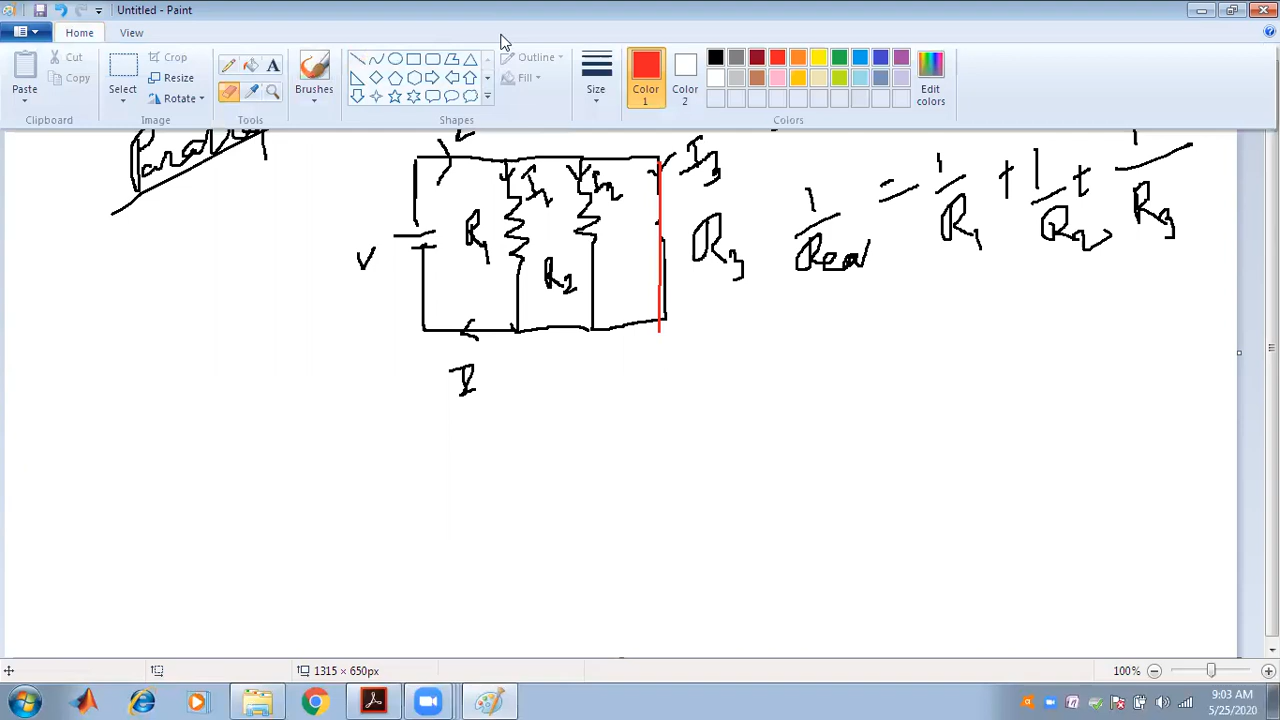 Untitled - Paint
Home View
Paste
Cut
Copy
Clipboard
Select
Crop
Resize
Rotate
Image
Tools
Brushes
Shapes
Outline
Fill
Size
Color 1
Color 2
Edit colors
Colors
Parallel
I1 I2 I3
V R1 R2 R3
I
1/Req = 1/R1 + 1/R2 + 1/R3
1315 × 650px
100%
9:03 AM
5/25/2020